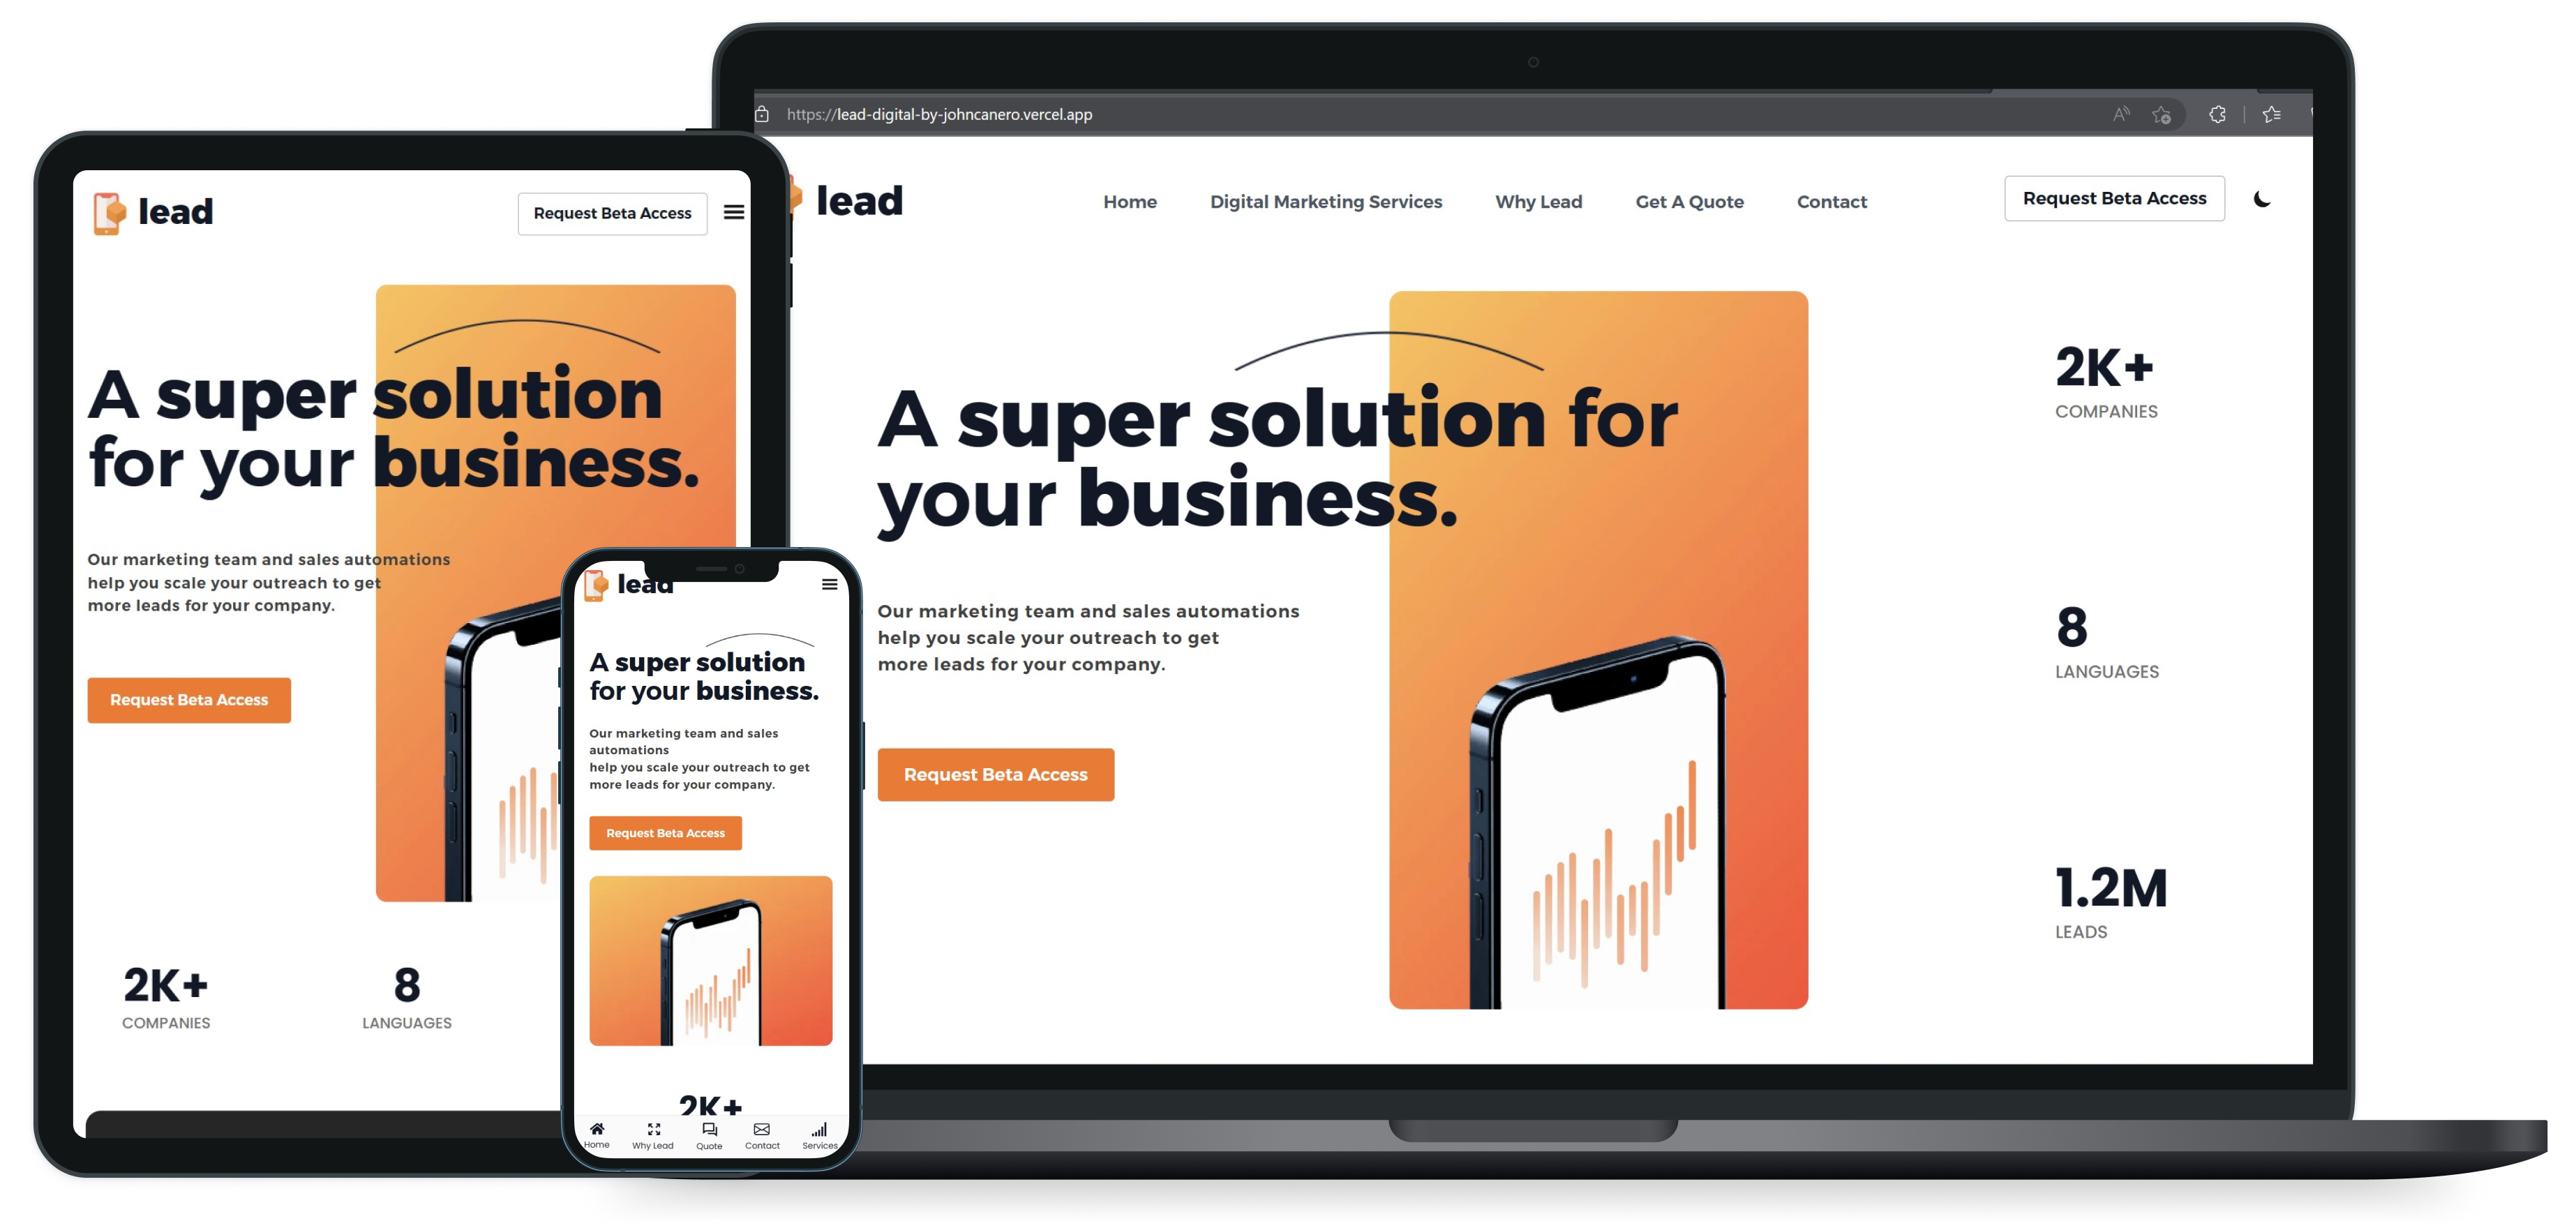 https://lead-digital-by-johncanero.vercel.app
lead
Home Digital Marketing Services Why Lead Get A Quote Contact
Request Beta Access
A super solution for
your business.
Our marketing team and sales automations
help you scale your outreach to get
more leads for your company.
Request Beta Access
2K+
COMPANIES
8
LANGUAGES
1.2M
LEADS
lead
Request Beta Access
A super solution
for your business.
Our marketing team and sales automations
help you scale your outreach to get
more leads for your company.
Request Beta Access
2K+
COMPANIES
8
LANGUAGES
lead
A super solution
for your business.
Our marketing team and sales
automations
help you scale your outreach to get
more leads for your company.
Request Beta Access
2K+
Home Why Lead Quote Contact Services